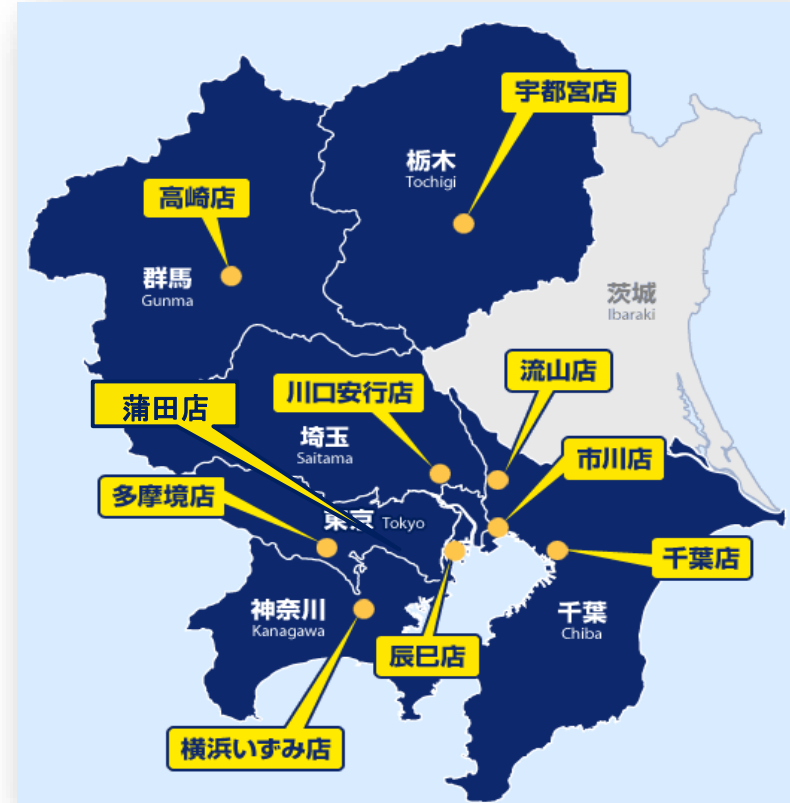 宇都宮店
栃木
Tochigi
高崎店
群馬
Gunma
茨城
Ibaraki
流山店
川口安行店
蒲田店
埼玉
Saitama
市川店
多摩境店
東京 Tokyo
千葉店
神奈川
Kanagawa
千葉
Chiba
辰巳店
横浜いずみ店